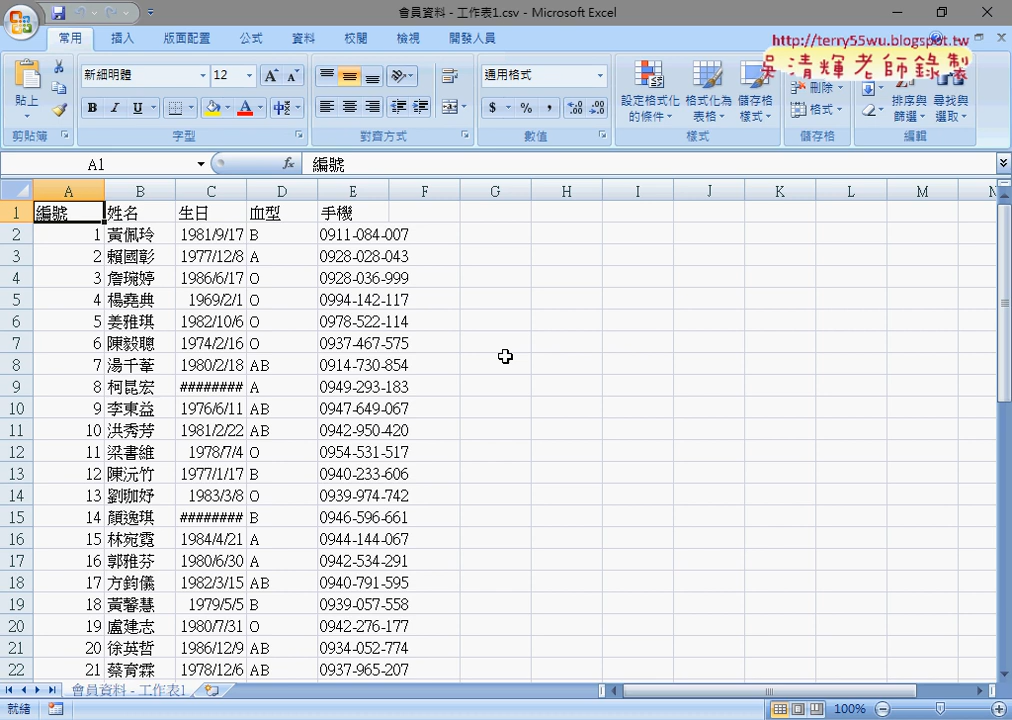 會員資料 - 工作表1.csv - Microsoft Excel
常用 插入 版面配置 公式 資料 校閱 檢視 開發人員
http://terry55wu.blogspot.tw
吳清輝老師錄製
貼上 新細明體 12 通用格式 設定格式化的條件 格式化為表格 儲存格樣式 刪除 格式 排序與篩選 尋找與選取
剪貼簿 字型 對齊方式 數值 樣式 儲存格 編輯
A1 fx 編號
A B C D E F G H I J K L M N
1 編號 姓名 生日 血型 手機
2 1 黃佩玲 1981/9/17 B 0911-084-007
3 2 賴國彰 1977/12/8 A 0928-028-043
4 3 詹琬婷 1986/6/17 O 0928-036-999
5 4 楊堯典 1969/2/1 O 0994-142-117
6 5 姜雅琪 1982/10/6 O 0978-522-114
7 6 陳毅聰 1974/2/16 O 0937-467-575
8 7 湯千葦 1980/2/18 AB 0914-730-854
9 8 柯昆宏 ######## A 0949-293-183
10 9 李東益 1976/6/11 AB 0947-649-067
11 10 洪秀芳 1981/2/22 AB 0942-950-420
12 11 梁書維 1978/7/4 O 0954-531-517
13 12 陳沅竹 1977/1/17 B 0940-233-606
14 13 劉珈妤 1983/3/8 O 0939-974-742
15 14 顏逸琪 ######## B 0946-596-661
16 15 林宛霓 1984/4/21 A 0944-144-067
17 16 郭雅芬 1980/6/30 A 0942-534-291
18 17 方鈞儀 1982/3/15 AB 0940-791-595
19 18 黃馨慧 1979/5/5 B 0939-057-558
20 19 盧建志 1980/7/31 O 0942-276-177
21 20 徐英哲 1986/12/9 AB 0934-052-774
22 21 蔡育霖 1978/12/6 AB 0937-965-207
會員資料 - 工作表1
就緒 100%